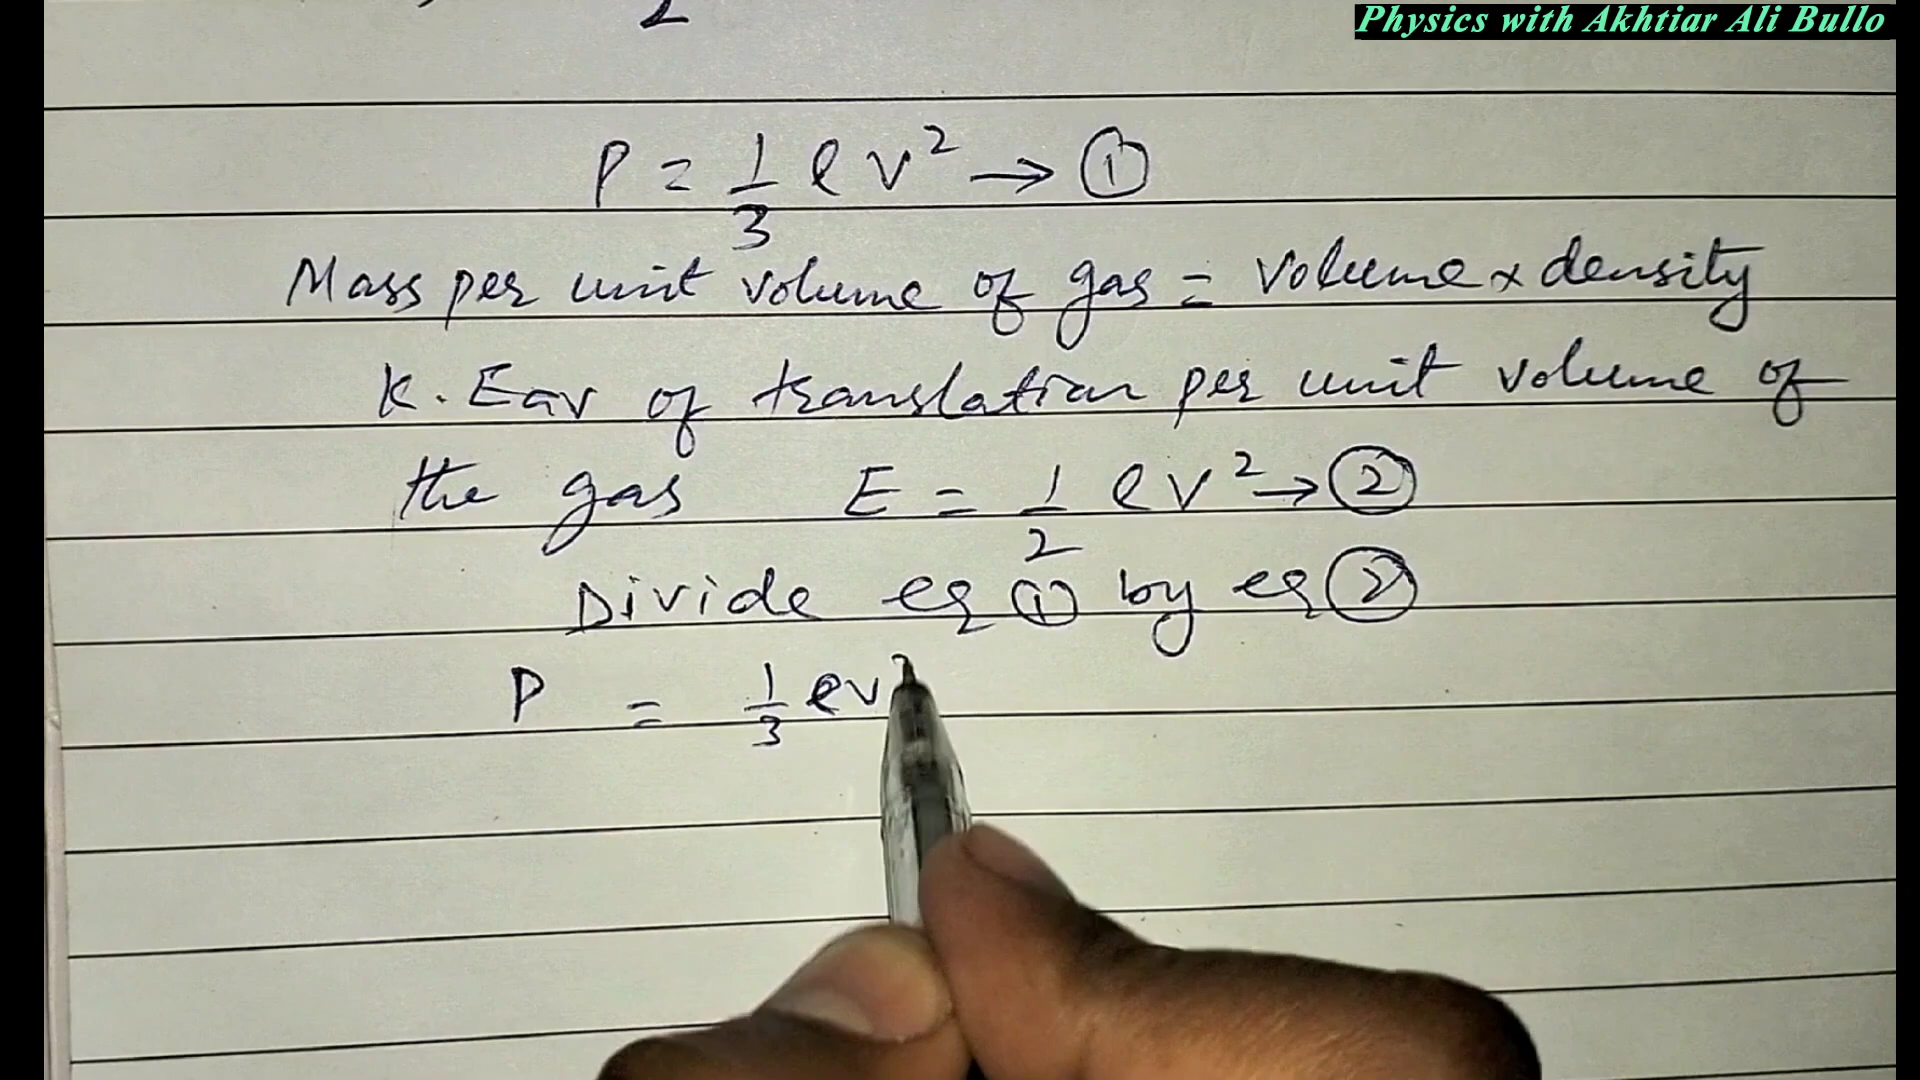 Physics with Akhtiar Ali Bullo
2
P = 1/3 ρ v² → ①
Mass per unit volume of gas = volume × density
K. Eav of translation per unit volume of
the gas E = 1/2 ρ v² → ②
Divide eq ① by eq ②
P = 1/3 ρv²